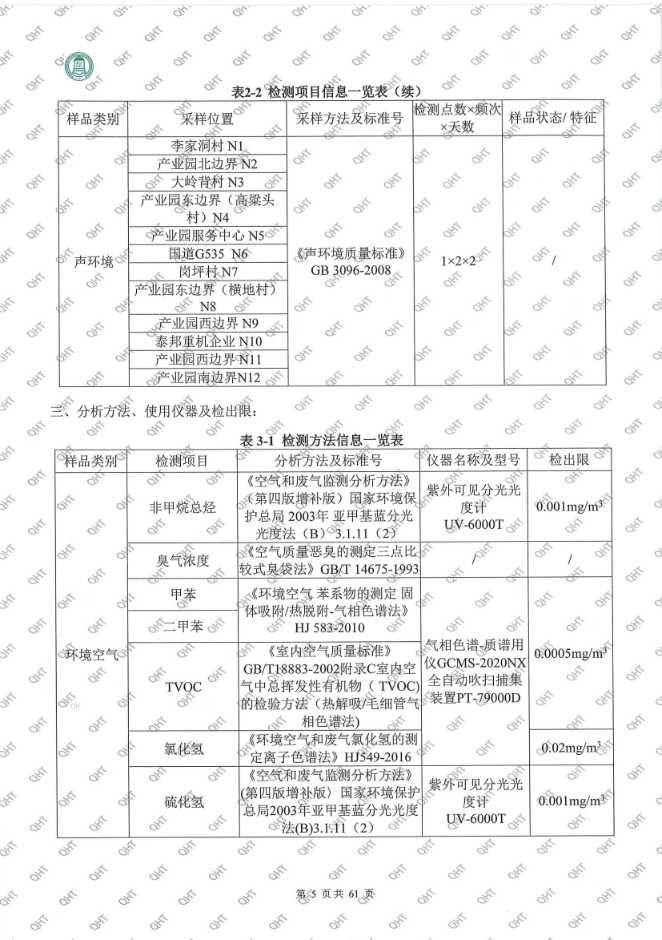 表2-2 检测项目信息一览表（续）
样品类别 采样位置 采样方法及标准号 检测点数×频次×天数 样品状态/ 特征
声环境
李家洞村 N1
产业园北边界 N2
大岭背村 N3
产业园东边界（高粱头
村）N4
产业园服务中心 N5
国道G535 N6
岗坪村 N7
产业园东边界（横地村）
N8
产业园西边界 N9
泰邦重机企业 N10
产业园西边界 N11
产业园南边界N12
《声环境质量标准》
GB 3096-2008
1×2×2
/
三、分析方法、使用仪器及检出限：
表 3-1 检测方法信息一览表
样品类别 检测项目 分析方法及标准号 仪器名称及型号 检出限
环境空气
非甲烷总烃
《空气和废气监测分析方法》
（第四版增补版）国家环境保
护总局 2003年 亚甲基蓝分光
光度法（B） 3.1.11（2）
紫外可见分光光
度计
UV-6000T
0.001mg/m³
臭气浓度
《空气质量恶臭的测定三点比
较式臭袋法》GB/T 14675-1993
/
/
甲苯
二甲苯
《环境空气 苯系物的测定 固
体吸附/热脱附-气相色谱法》
HJ 583-2010
TVOC
《室内空气质量标准》
GB/T18883-2002附录C室内空
气中总挥发性有机物（ TVOC)
的检验方法（热解吸/毛细管气
相色谱法)
气相色谱-质谱用
仪GCMS-2020NX
全自动吹扫捕集
装置PT-79000D
0.0005mg/m³
氯化氢
《环境空气和废气氯化氢的测
定离子色谱法》HJ549-2016
0.02mg/m³
硫化氢
《空气和废气监测分析方法》
(第四版增补版）国家环境保护
总局2003年亚甲基蓝分光光度
法(B)3.1.11（2）
紫外可见分光光
度计
UV-6000T
0.001mg/m³
第 5 页 共 61 页